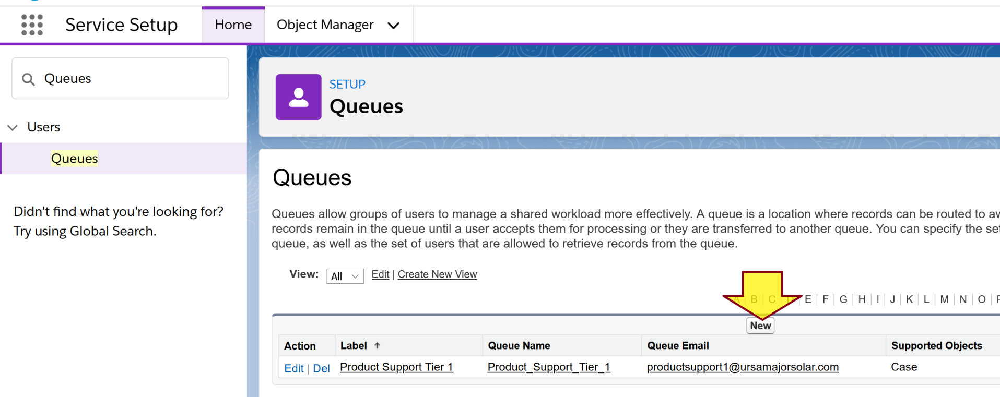 Service Setup
Home
Object Manager
Queues
Users
Queues
Didn't find what you're looking for?
Try using Global Search.
SETUP
Queues
Queues
Queues allow groups of users to manage a shared workload more effectively. A queue is a location where records can be routed to
records remain in the queue until a user accepts them for processing or they are transferred to another queue. You can specify the
queue, as well as the set of users that are allowed to retrieve records from the queue.
View: All Edit | Create New View
A | B | C | D | E | F | G | H | I | J | K | L | M | N | O |
New
Action Label ↑ Queue Name Queue Email Supported Objects
Edit | Del Product Support Tier 1 Product_Support_Tier_1 productsupport1@ursamajorsolar.com Case